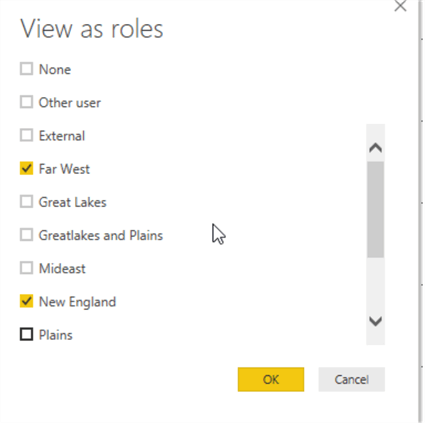 View as roles
None
Other user
External
Far West
Great Lakes
Greatlakes and Plains
Mideast
New England
Plains
OK Cancel